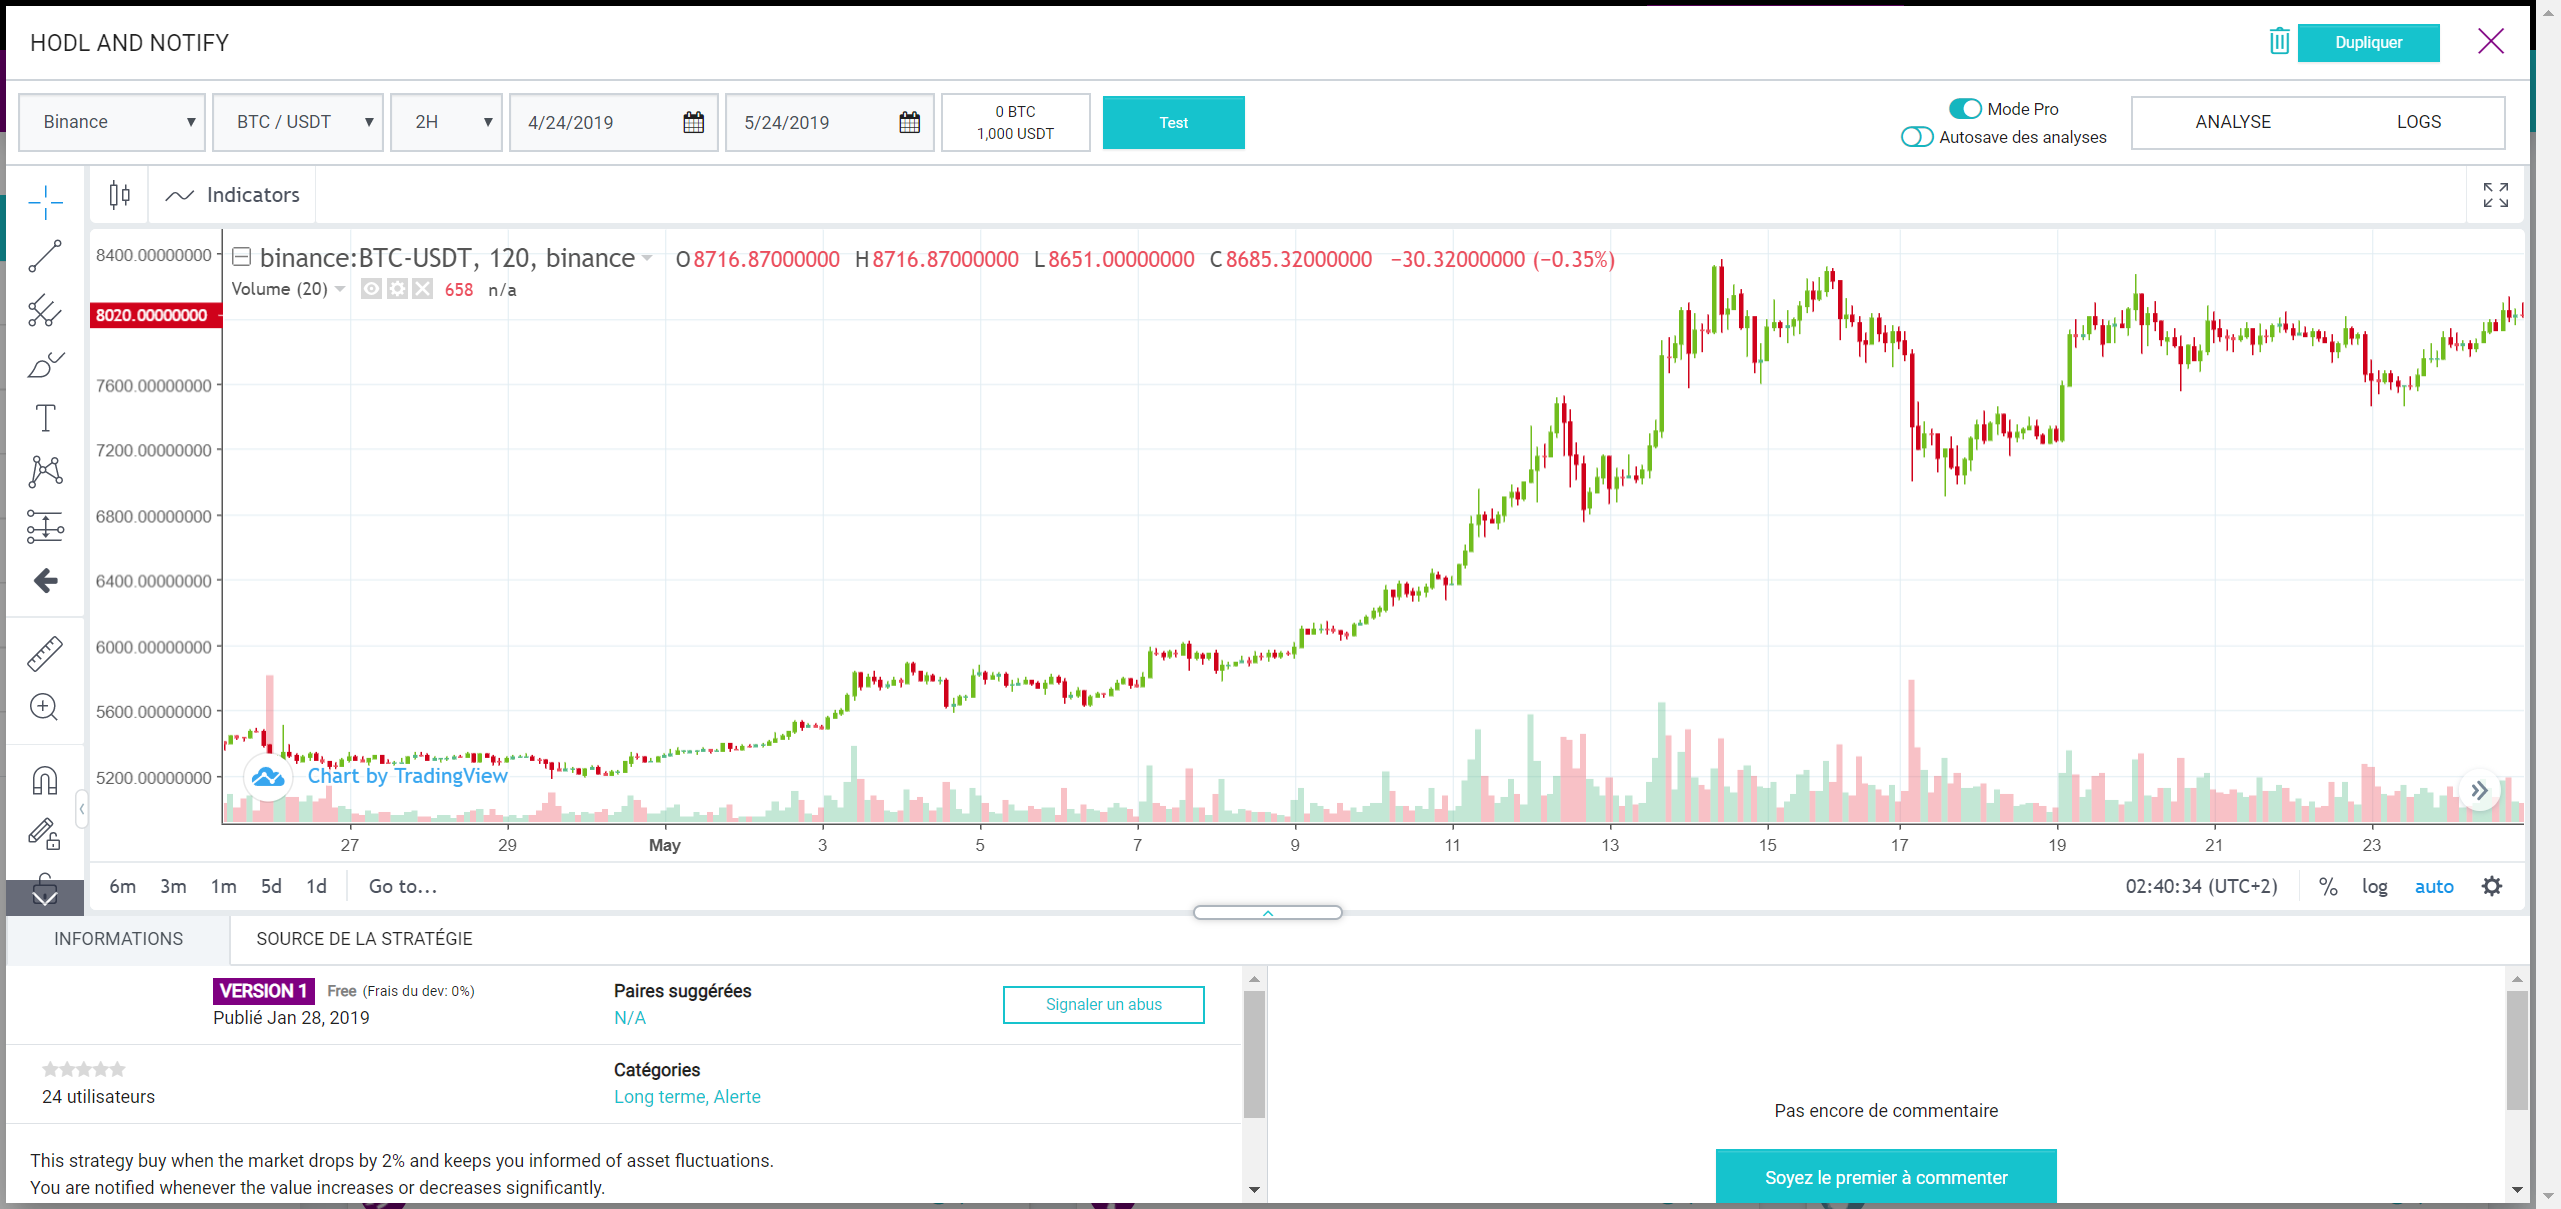 HODL AND NOTIFY
Dupliquer
Binance
BTC / USDT
2H
4/24/2019
5/24/2019
0 BTC
1,000 USDT
Test
Mode Pro
Autosave des analyses
ANALYSE
LOGS
Indicators
binance:BTC-USDT, 120, binance O8716.87000000 H8716.87000000 L8651.00000000 C8685.32000000 −30.32000000 (−0.35%)
Volume (20) 658 n/a
8400.00000000
8020.00000000
7600.00000000
7200.00000000
6800.00000000
6400.00000000
6000.00000000
5600.00000000
5200.00000000
Chart by TradingView
27 29 May 3 5 7 9 11 13 15 17 19 21 23
6m 3m 1m 5d 1d Go to...
02:40:34 (UTC+2) % log auto
INFORMATIONS
SOURCE DE LA STRATÉGIE
VERSION 1 Free (Frais du dev: 0%)
Publié Jan 28, 2019
Paires suggérées
N/A
Signaler un abus
24 utilisateurs
Catégories
Long terme, Alerte
This strategy buy when the market drops by 2% and keeps you informed of asset fluctuations.
You are notified whenever the value increases or decreases significantly.
Pas encore de commentaire
Soyez le premier à commenter